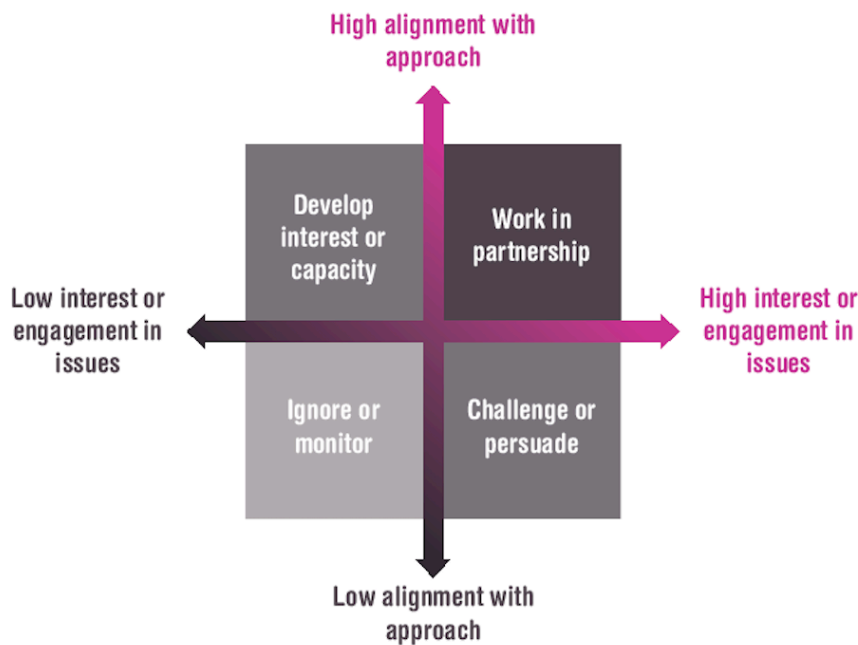 High alignment with
approach
Develop
interest or
capacity
Work in
partnership
Low interest or
engagement in
issues
High interest or
engagement in
issues
Ignore or
monitor
Challenge or
persuade
Low alignment with
approach